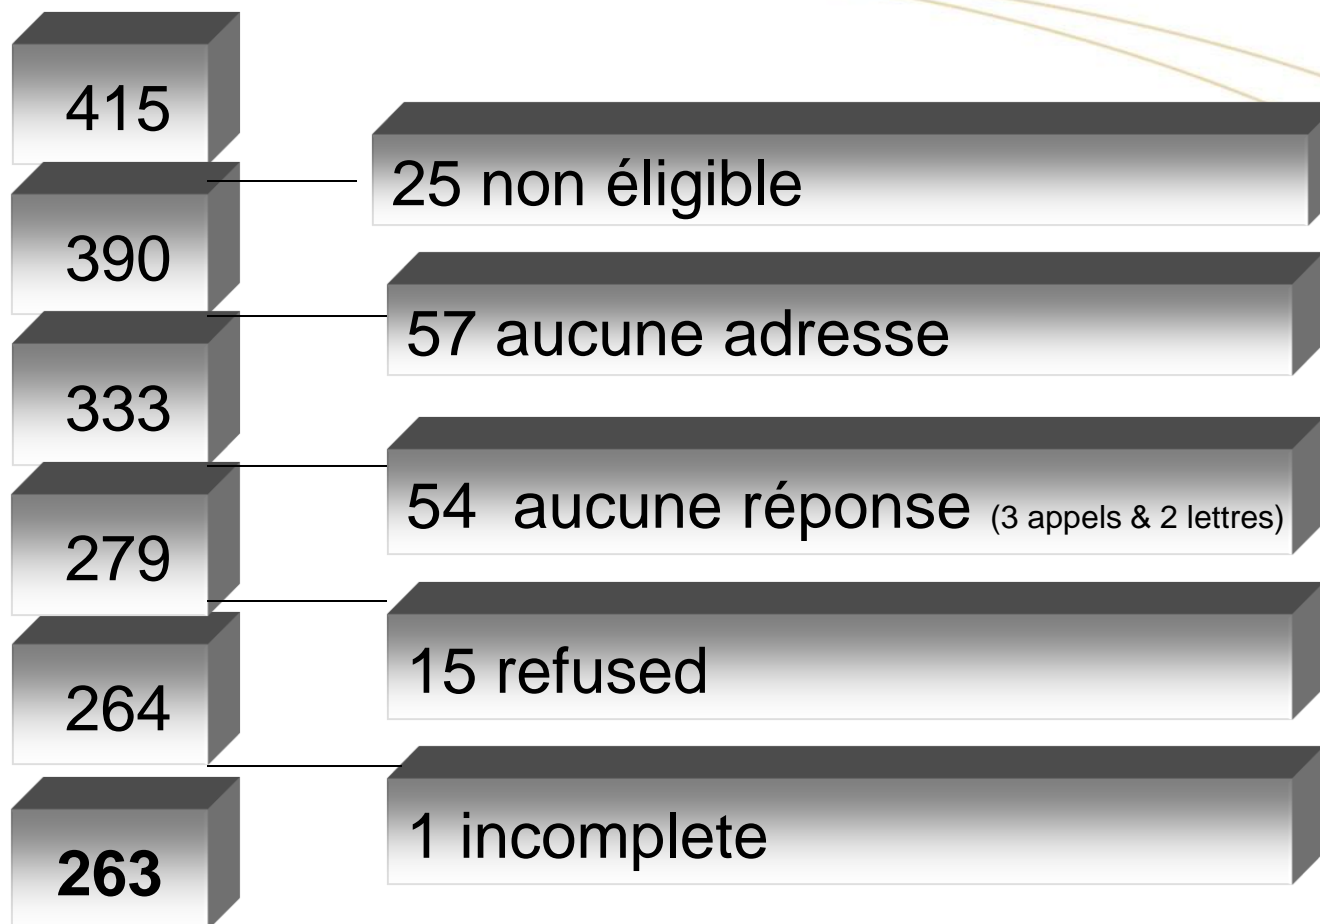 415
25 non éligible
390
57 aucune adresse
333
54 aucune réponse (3 appels & 2 lettres)
279
15 refused
264
1 incomplete
263